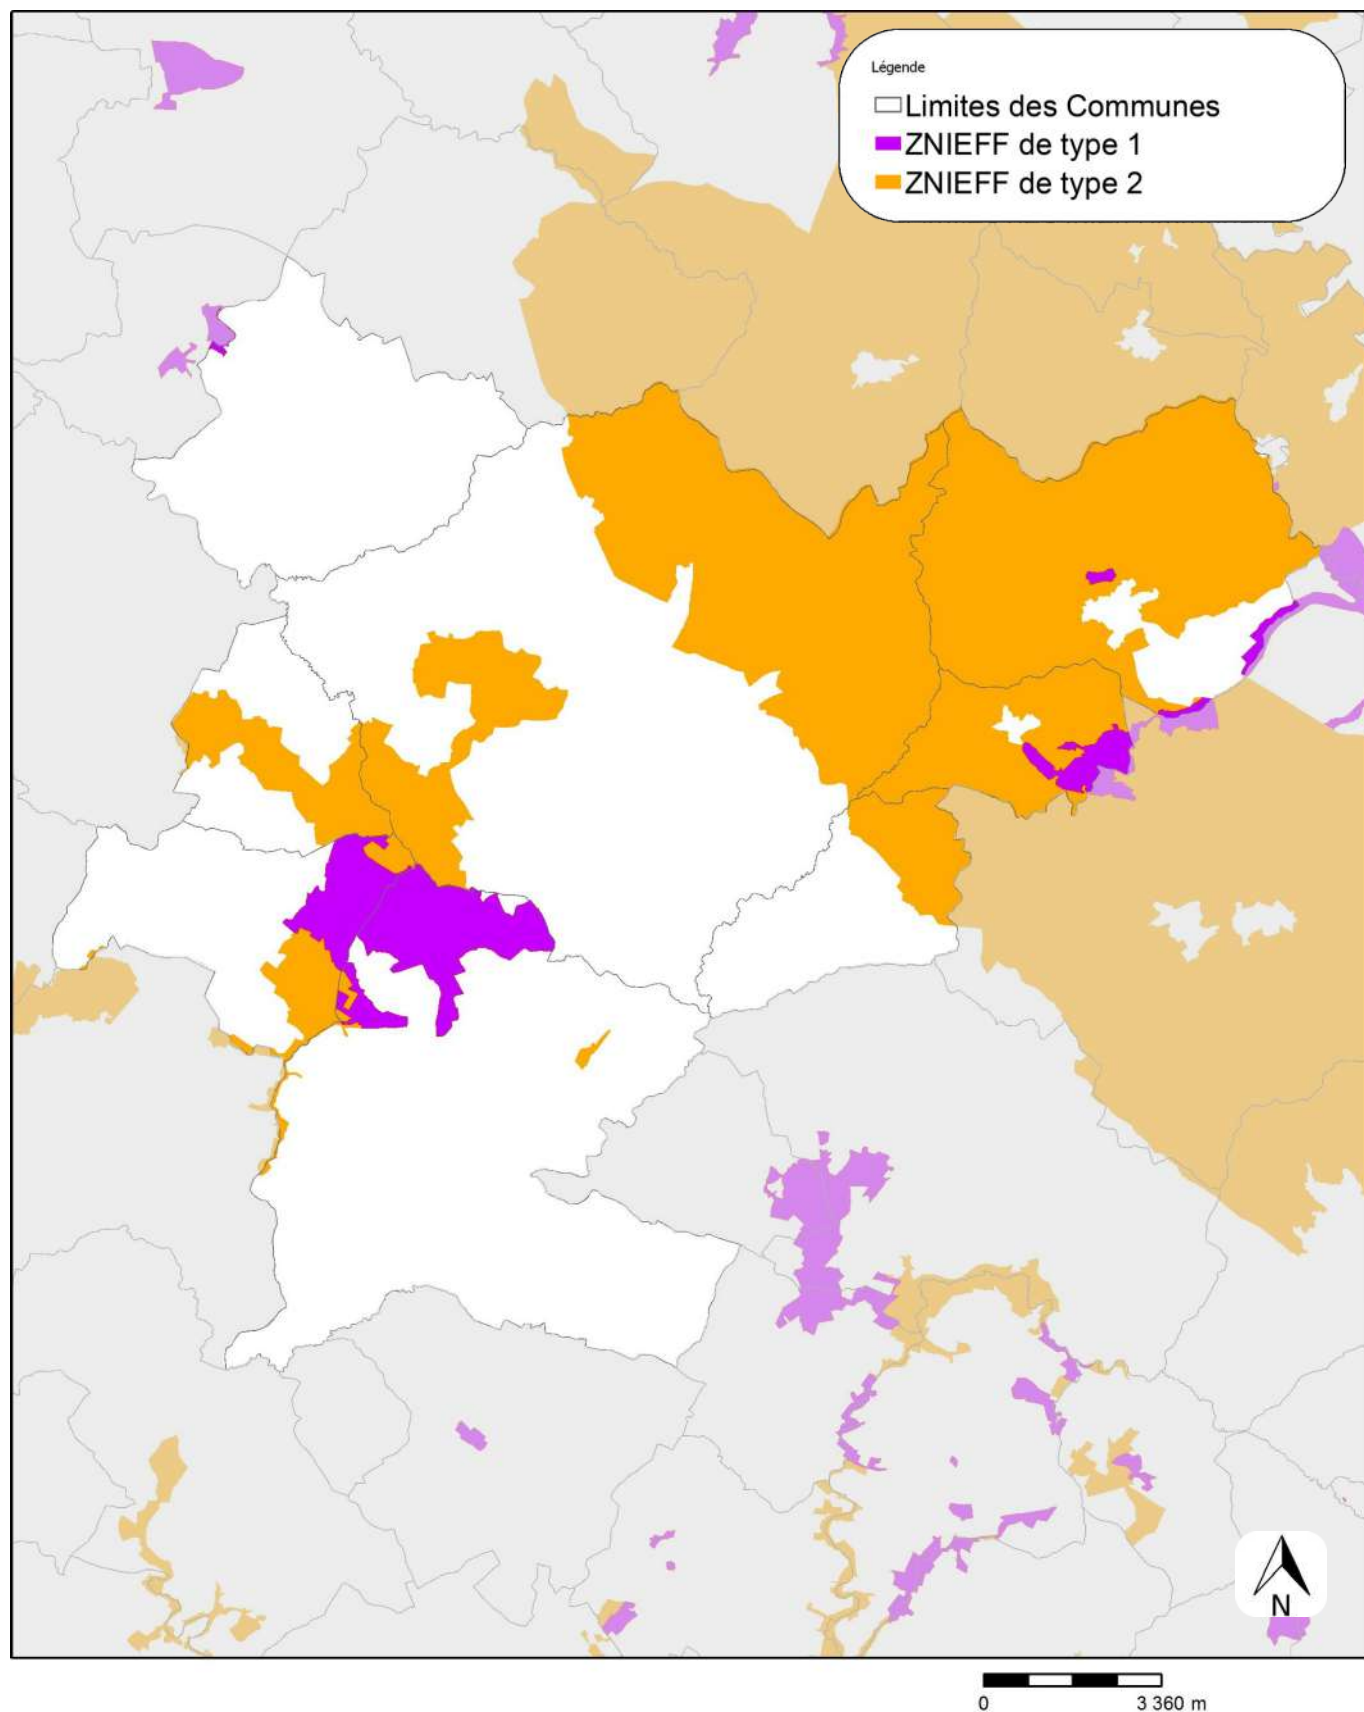 Légende
Limites des Communes
ZNIEFF de type 1
ZNIEFF de type 2
N
0 3 360 m